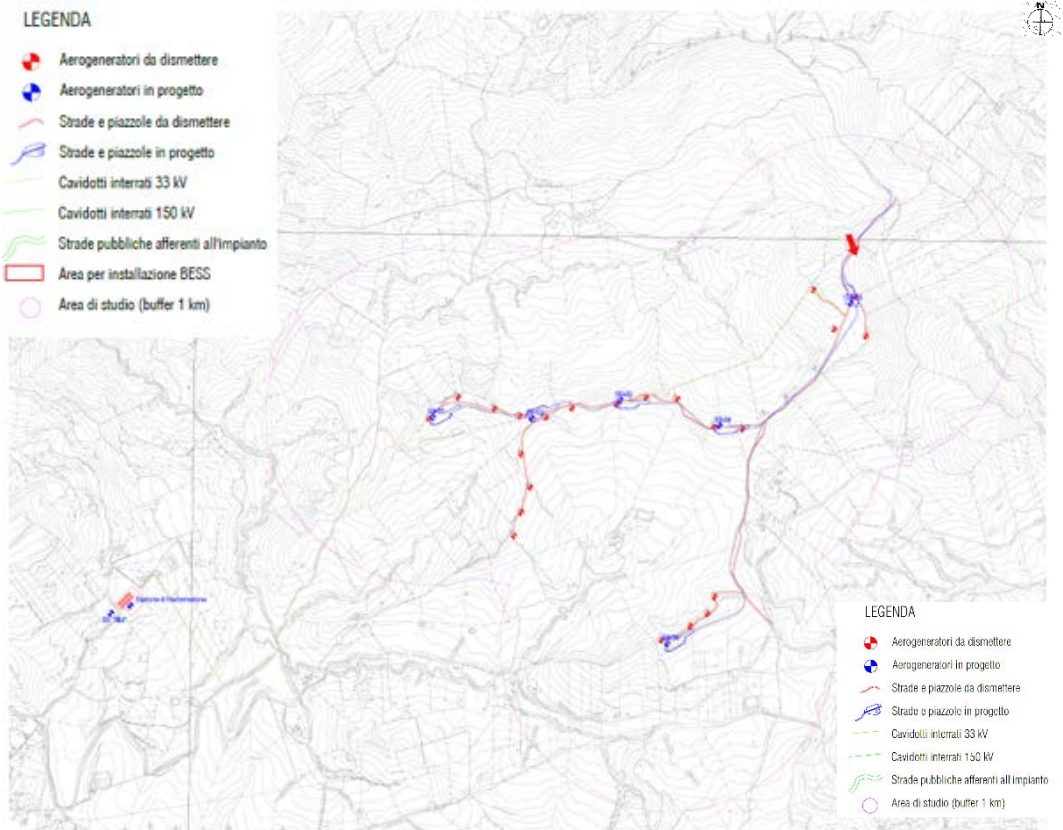 N
LEGENDA
Aerogeneratori da dismettere
Aerogeneratori in progetto
Strade e piazzole da dismettere
Strade e piazzole in progetto
Cavidotti interrati 33 kV
Cavidotti interrati 150 kV
Strade pubbliche afferenti all'impianto
Area per installazione BESS
Area di studio (buffer 1 km)
LEGENDA
Aerogeneratori da dismettere
Aerogeneratori in progetto
Strade e piazzole da dismettere
Strade e piazzole in progetto
Cavidotti interrati 33 kV
Cavidotti interrati 150 kV
Strade pubbliche afferenti all'impianto
Area di studio (buffer 1 km)